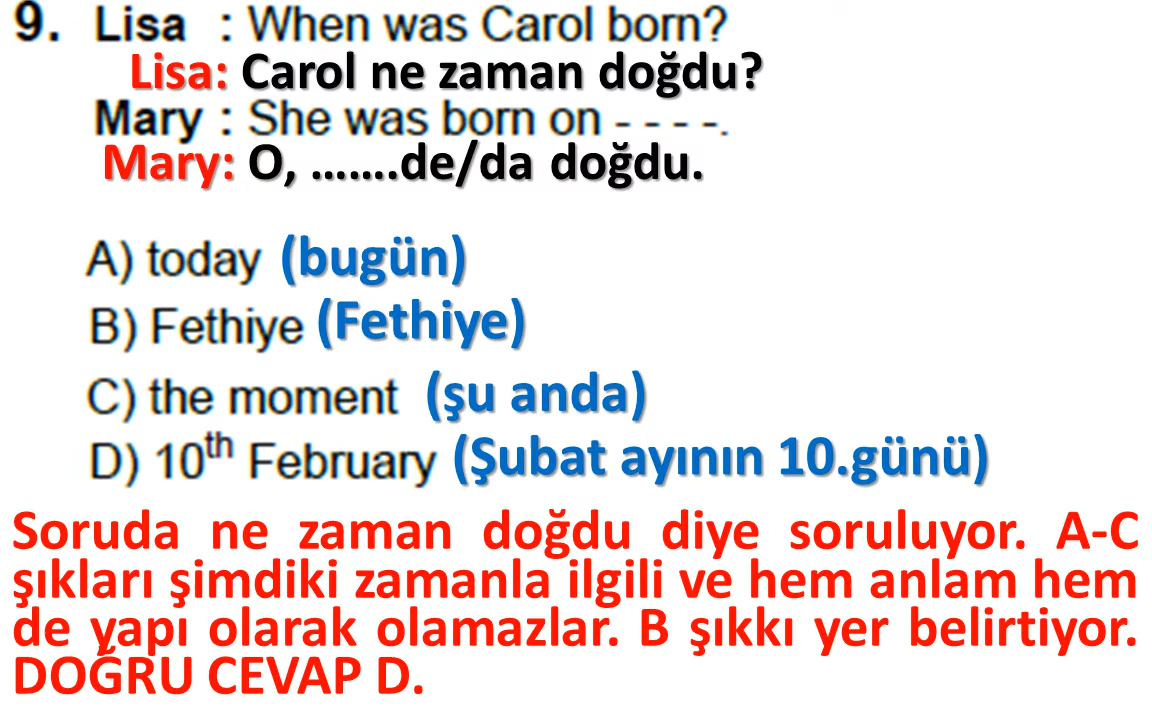 9. Lisa : When was Carol born?
Lisa: Carol ne zaman doğdu?
Mary : She was born on - - - -.
Mary: O, .......de/da doğdu.
A) today (bugün)
B) Fethiye (Fethiye)
C) the moment (şu anda)
D) 10th February (Şubat ayının 10.günü)
Soruda ne zaman doğdu diye soruluyor. A-C
şıkları şimdiki zamanla ilgili ve hem anlam hem
de yapı olarak olamazlar. B şıkkı yer belirtiyor.
DOĞRU CEVAP D.